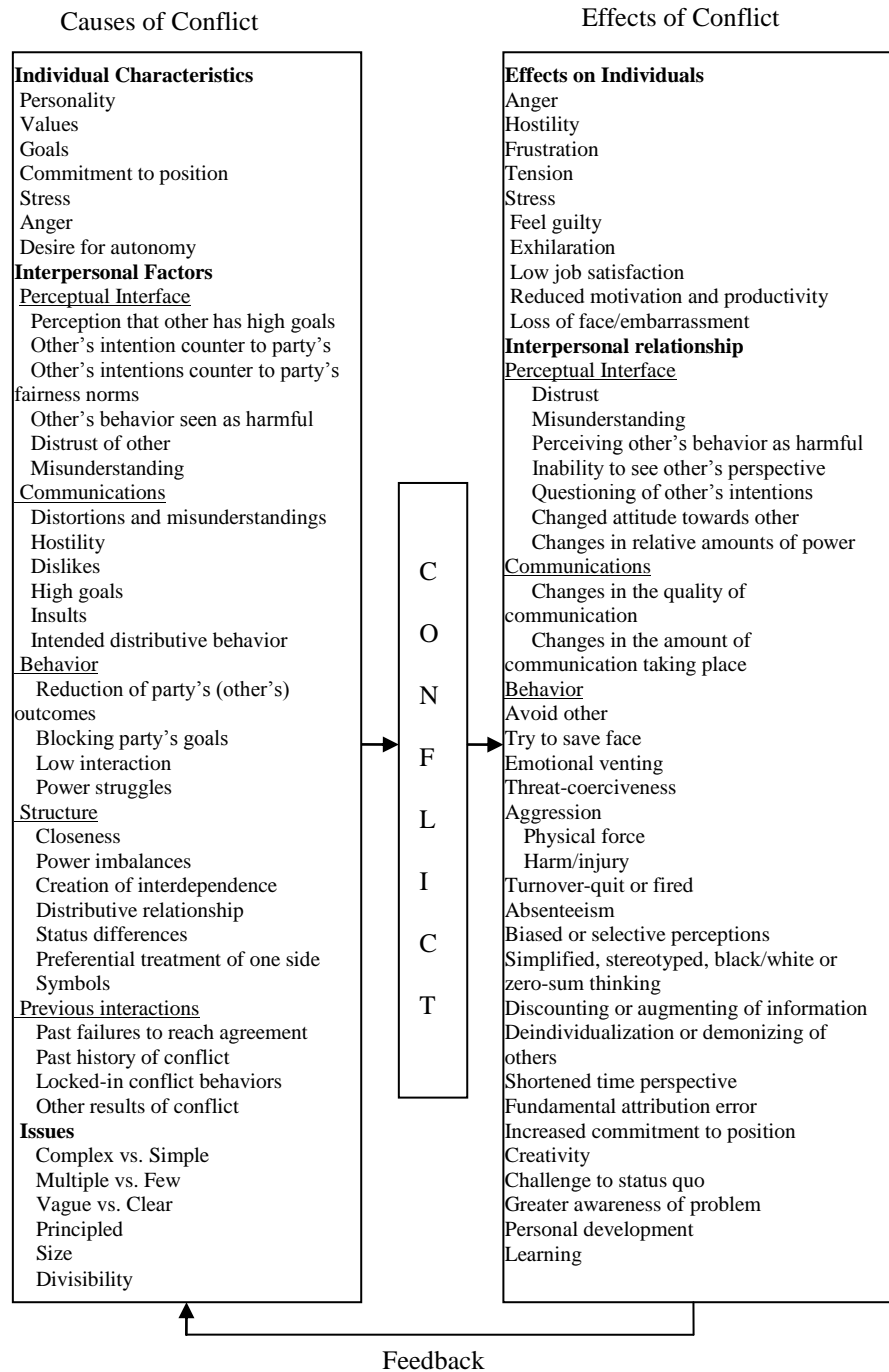 Causes of Conflict
Individual Characteristics
Personality
Values
Goals
Commitment to position
Stress
Anger
Desire for autonomy
Interpersonal Factors
Perceptual Interface
Perception that other has high goals
Other's intention counter to party's
Other's intentions counter to party's
fairness norms
Other's behavior seen as harmful
Distrust of other
Misunderstanding
Communications
Distortions and misunderstandings
Hostility
Dislikes
High goals
Insults
Intended distributive behavior
Behavior
Reduction of party's (other's)
outcomes
Blocking party's goals
Low interaction
Power struggles
Structure
Closeness
Power imbalances
Creation of interdependence
Distributive relationship
Status differences
Preferential treatment of one side
Symbols
Previous interactions
Past failures to reach agreement
Past history of conflict
Locked-in conflict behaviors
Other results of conflict
Issues
Complex vs. Simple
Multiple vs. Few
Vague vs. Clear
Principled
Size
Divisibility
C
O
N
F
L
I
C
T
Effects of Conflict
Effects on Individuals
Anger
Hostility
Frustration
Tension
Stress
Feel guilty
Exhilaration
Low job satisfaction
Reduced motivation and productivity
Loss of face/embarrassment
Interpersonal relationship
Perceptual Interface
Distrust
Misunderstanding
Perceiving other's behavior as harmful
Inability to see other's perspective
Questioning of other's intentions
Changed attitude towards other
Changes in relative amounts of power
Communications
Changes in the quality of
communication
Changes in the amount of
communication taking place
Behavior
Avoid other
Try to save face
Emotional venting
Threat-coerciveness
Aggression
Physical force
Harm/injury
Turnover-quit or fired
Absenteeism
Biased or selective perceptions
Simplified, stereotyped, black/white or
zero-sum thinking
Discounting or augmenting of information
Deindividualization or demonizing of
others
Shortened time perspective
Fundamental attribution error
Increased commitment to position
Creativity
Challenge to status quo
Greater awareness of problem
Personal development
Learning
Feedback